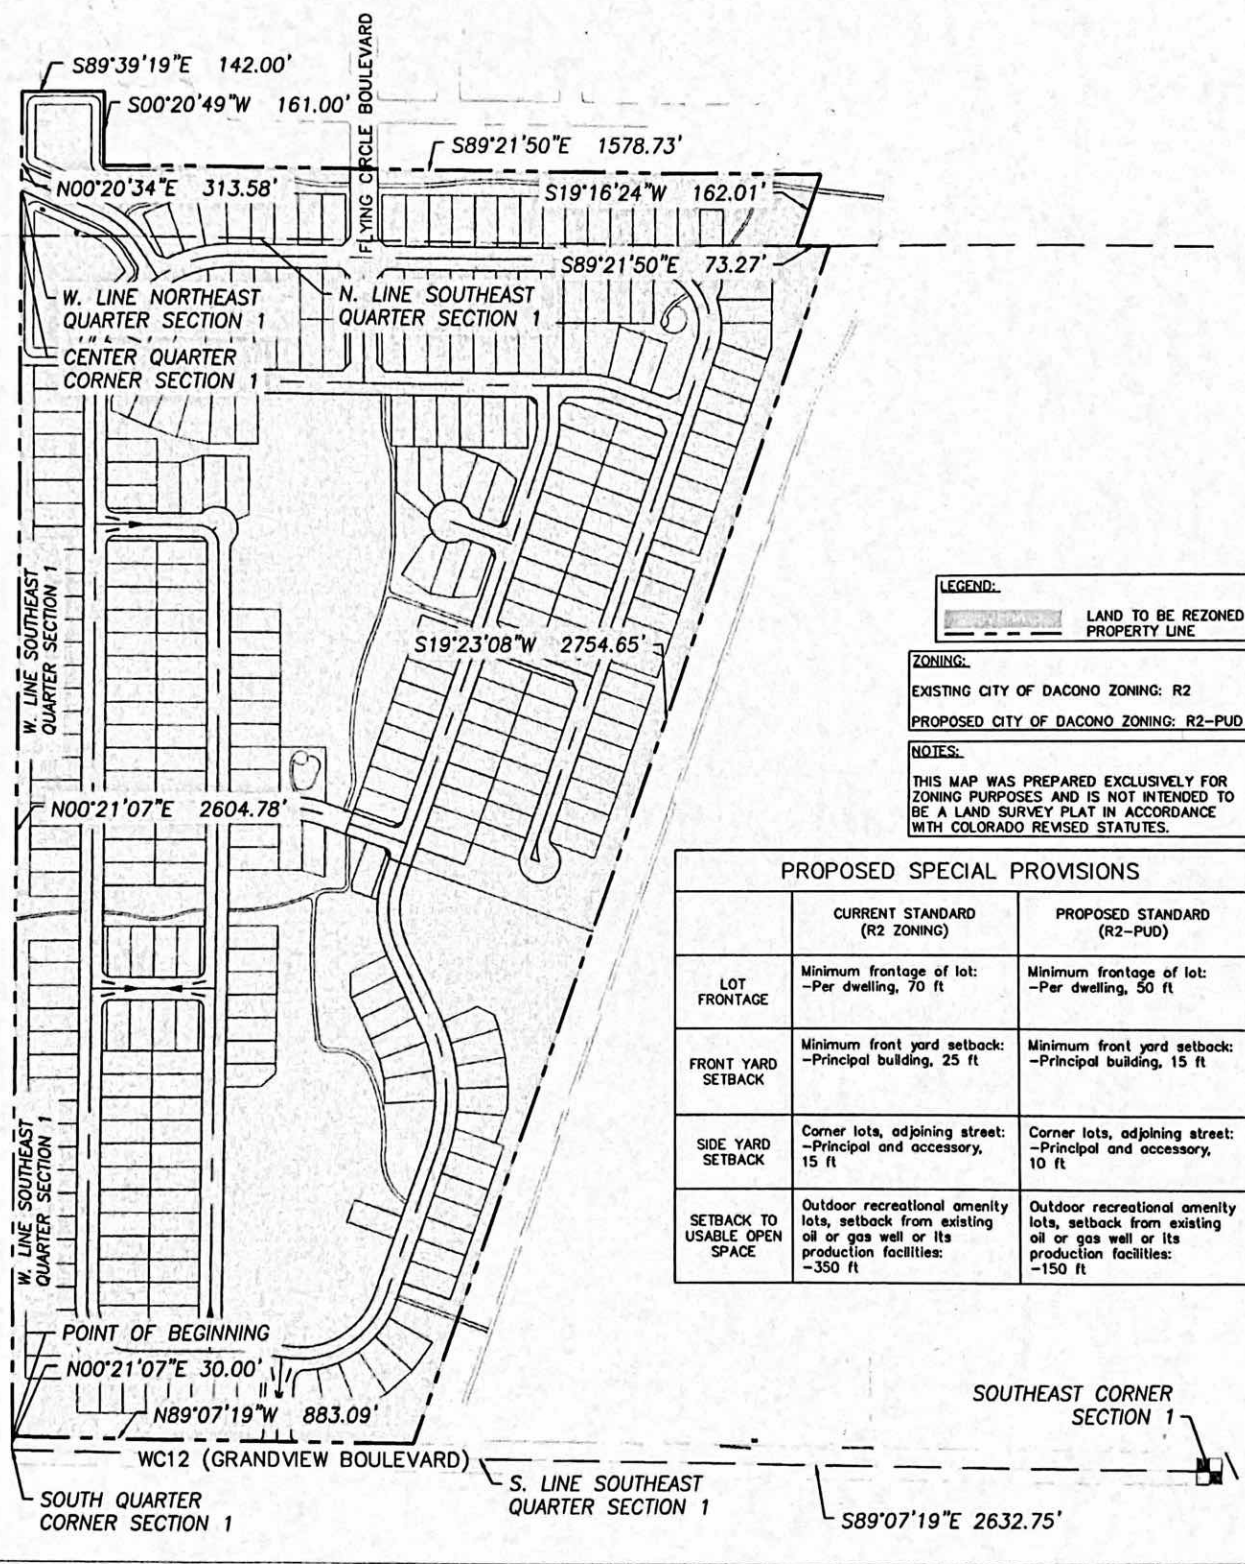 S89°39'19"E 142.00'
S00°20'49"W 161.00'
FLYING CIRCLE BOULEVARD
S89°21'50"E 1578.73'
N00°20'34"E 313.58'
S19°16'24"W 162.01'
S89°21'50"E 73.27'
W. LINE NORTHEAST
QUARTER SECTION 1
N. LINE SOUTHEAST
QUARTER SECTION 1
CENTER QUARTER
CORNER SECTION 1
W. LINE SOUTHEAST
QUARTER SECTION 1
S19°23'08"W 2754.65'
N00°21'07"E 2604.78'
W. LINE SOUTHEAST
QUARTER SECTION 1
POINT OF BEGINNING
N00°21'07"E 30.00'
N89°07'19"W 883.09'
WC12 (GRANDVIEW BOULEVARD)
SOUTH QUARTER
CORNER SECTION 1
S. LINE SOUTHEAST
QUARTER SECTION 1
S89°07'19"E 2632.75'
SOUTHEAST CORNER
SECTION 1
LEGEND:
LAND TO BE REZONED
PROPERTY LINE
ZONING:
EXISTING CITY OF DACONO ZONING: R2
PROPOSED CITY OF DACONO ZONING: R2-PUD
NOTES:
THIS MAP WAS PREPARED EXCLUSIVELY FOR
ZONING PURPOSES AND IS NOT INTENDED TO
BE A LAND SURVEY PLAT IN ACCORDANCE
WITH COLORADO REVISED STATUTES.
PROPOSED SPECIAL PROVISIONS
CURRENT STANDARD
(R2 ZONING)
PROPOSED STANDARD
(R2-PUD)
LOT
FRONTAGE
Minimum frontage of lot:
-Per dwelling, 70 ft
Minimum frontage of lot:
-Per dwelling, 50 ft
FRONT YARD
SETBACK
Minimum front yard setback:
-Principal building, 25 ft
Minimum front yard setback:
-Principal building, 15 ft
SIDE YARD
SETBACK
Corner lots, adjoining street:
-Principal and accessory,
15 ft
Corner lots, adjoining street:
-Principal and accessory,
10 ft
SETBACK TO
USABLE OPEN
SPACE
Outdoor recreational amenity
lots, setback from existing
oil or gas well or its
production facilities:
-350 ft
Outdoor recreational amenity
lots, setback from existing
oil or gas well or its
production facilities:
-150 ft